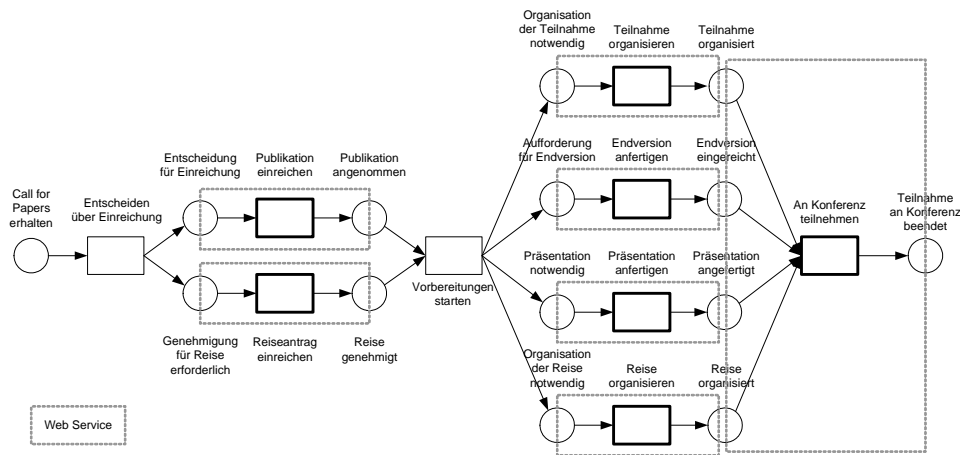 Organisation
der Teilnahme
notwendig
Teilnahme
organisieren
Teilnahme
organisiert
Entscheidung
für Einreichung
Publikation
einreichen
Publikation
angenommen
Aufforderung
für Endversion
Endversion
anfertigen
Endversion
eingereicht
Call for
Papers
erhalten
Entscheiden
über Einreichung
An Konferenz
teilnehmen
Teilnahme
an Konferenz
beendet
Vorbereitungen
starten
Präsentation
notwendig
Präsentation
anfertigen
Präsentation
angefertigt
Genehmigung
für Reise
erforderlich
Reiseantrag
einreichen
Reise
genehmigt
Organisation
der Reise
notwendig
Reise
organisieren
Reise
organisiert
Web Service